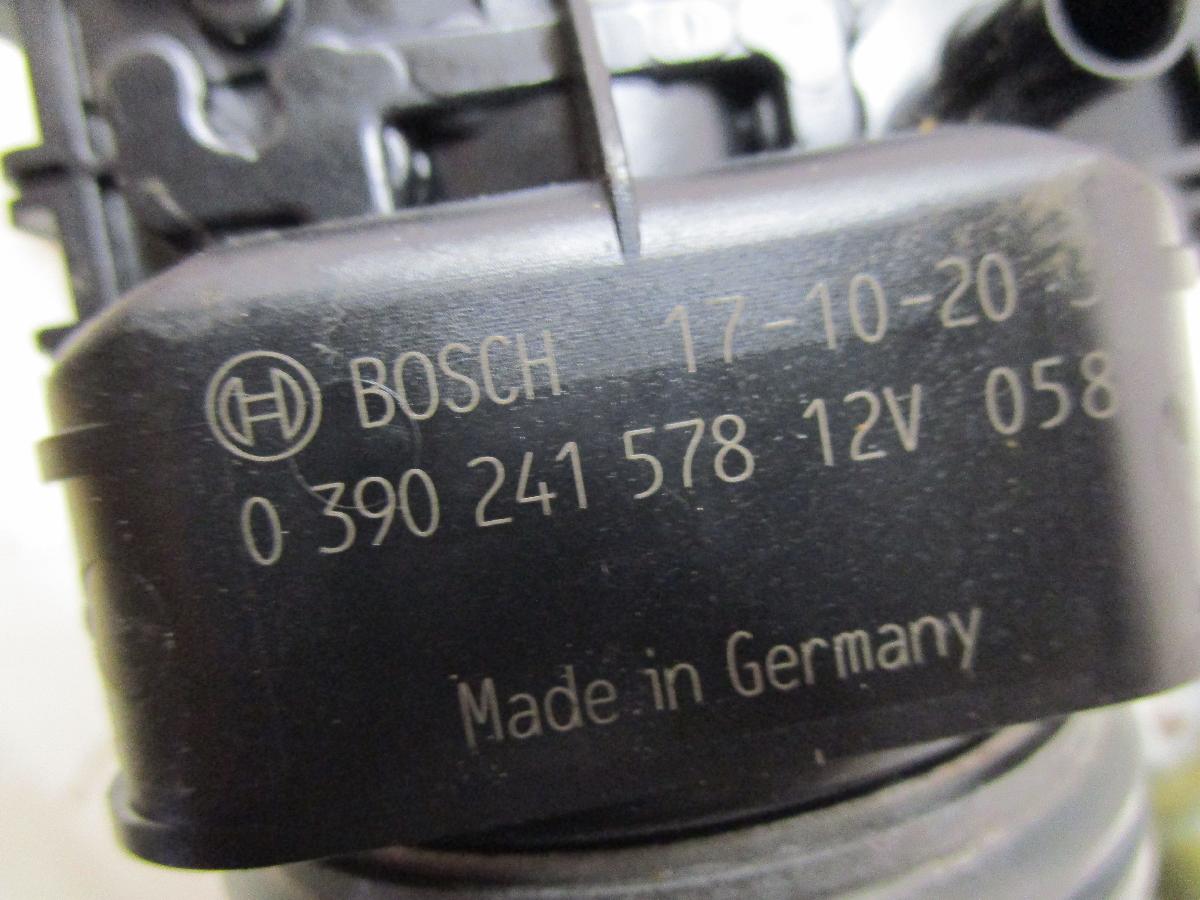 BOSCH 17-10-20
0 390 241 578 12V 058
Made in Germany